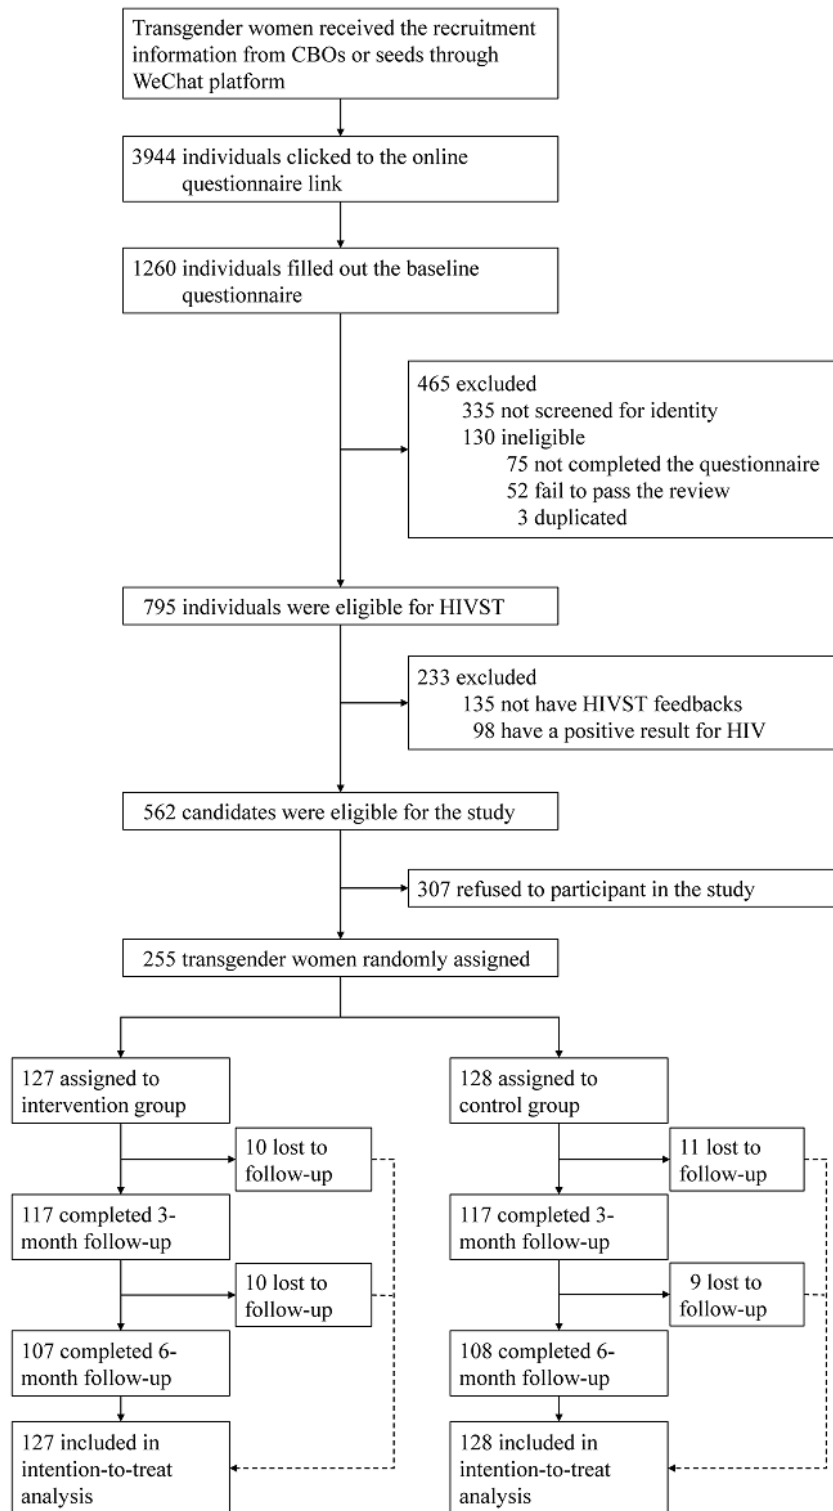 Transgender women received the recruitment
information from CBOs or seeds through
WeChat platform
3944 individuals clicked to the online
questionnaire link
1260 individuals filled out the baseline
questionnaire
465 excluded
335 not screened for identity
130 ineligible
75 not completed the questionnaire
52 fail to pass the review
3 duplicated
795 individuals were eligible for HIVST
233 excluded
135 not have HIVST feedbacks
98 have a positive result for HIV
562 candidates were eligible for the study
307 refused to participant in the study
255 transgender women randomly assigned
127 assigned to
intervention group
128 assigned to
control group
10 lost to
follow-up
11 lost to
follow-up
117 completed 3-
month follow-up
117 completed 3-
month follow-up
10 lost to
follow-up
9 lost to
follow-up
107 completed 6-
month follow-up
108 completed 6-
month follow-up
127 included in
intention-to-treat
analysis
128 included in
intention-to-treat
analysis